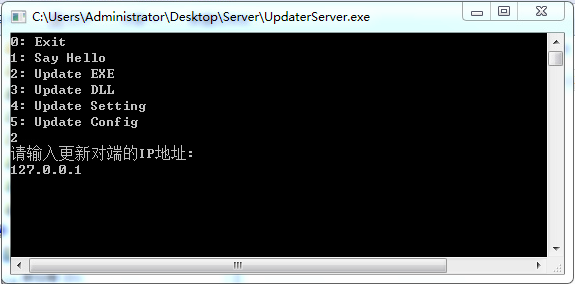 C:\Users\Administrator\Desktop\Server\UpdaterServer.exe
0: Exit
1: Say Hello
2: Update EXE
3: Update DLL
4: Update Setting
5: Update Config
2
请输入更新对端的IP地址:
127.0.0.1